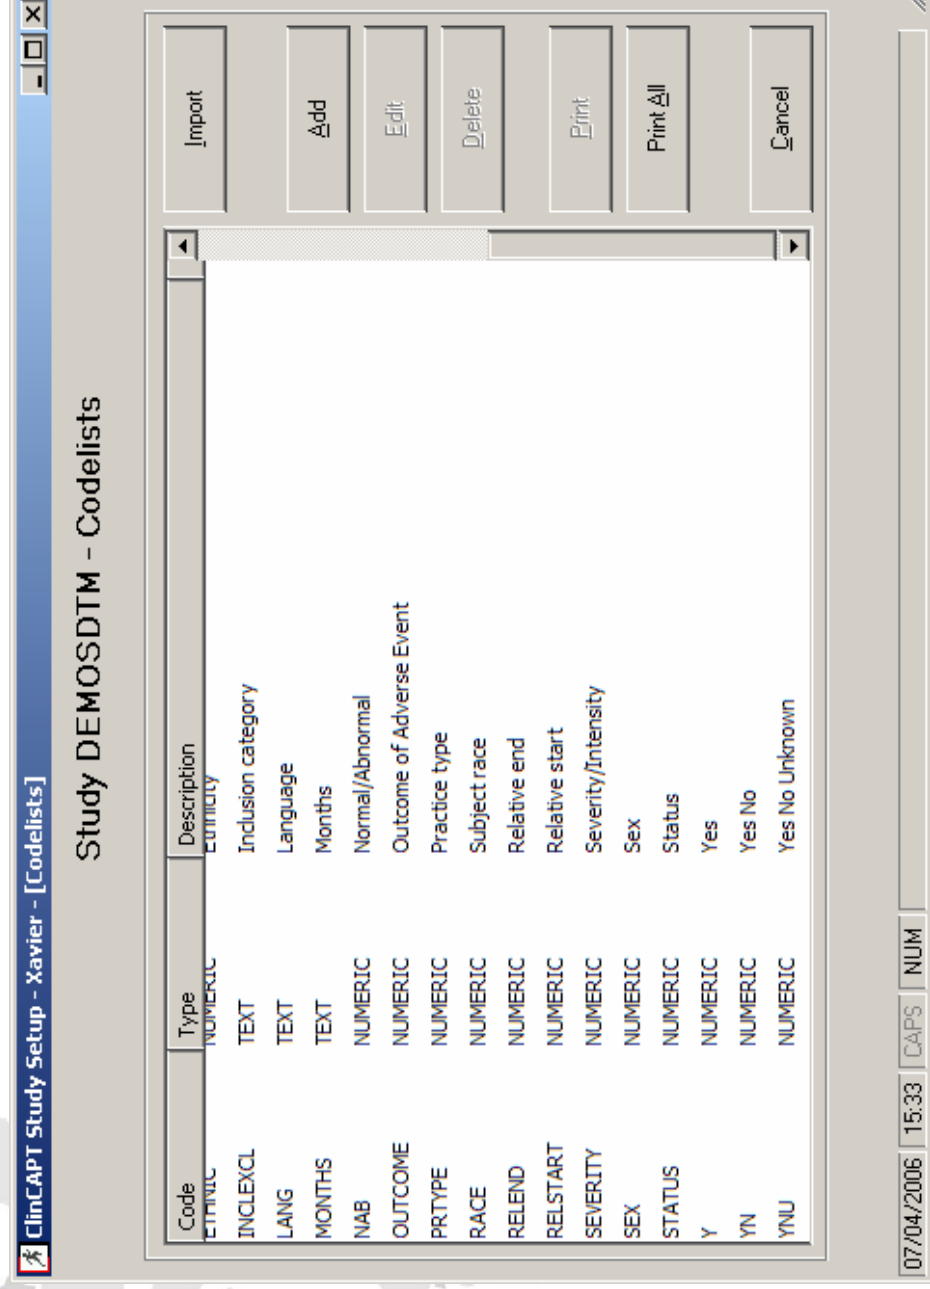 ClinCAPT Study Setup - Xavier - [Codelists]
Study DEMOSDTM - Codelists
Code Type Description
ETHNIC NUMERIC Ethnicity
INCLEXCL TEXT Inclusion category
LANG TEXT Language
MONTHS TEXT Months
NAB NUMERIC Normal/Abnormal
OUTCOME NUMERIC Outcome of Adverse Event
PRTYPE NUMERIC Practice type
RACE NUMERIC Subject race
RELEND NUMERIC Relative end
RELSTART NUMERIC Relative start
SEVERITY NUMERIC Severity/Intensity
SEX NUMERIC Sex
STATUS NUMERIC Status
Y NUMERIC Yes
YN NUMERIC Yes No
YNU NUMERIC Yes No Unknown
Import
Add
Edit
Delete
Print
Print All
Cancel
07/04/2006 15:33 CAPS NUM